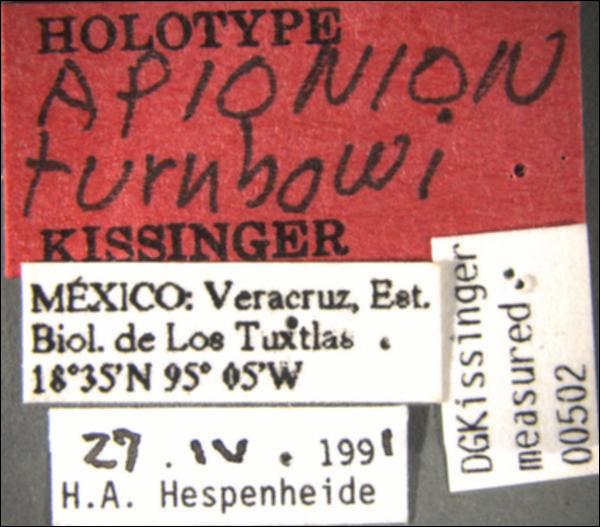 HOLOTYPE
APIONION
turnbowi
KISSINGER
MÉXICO: Veracruz, Est.
Biol. de Los Tuxtlas .
18°35'N 95° 05'W
27 . IV . 1991
H.A. Hespenheide
DGKissinger
measured
00502